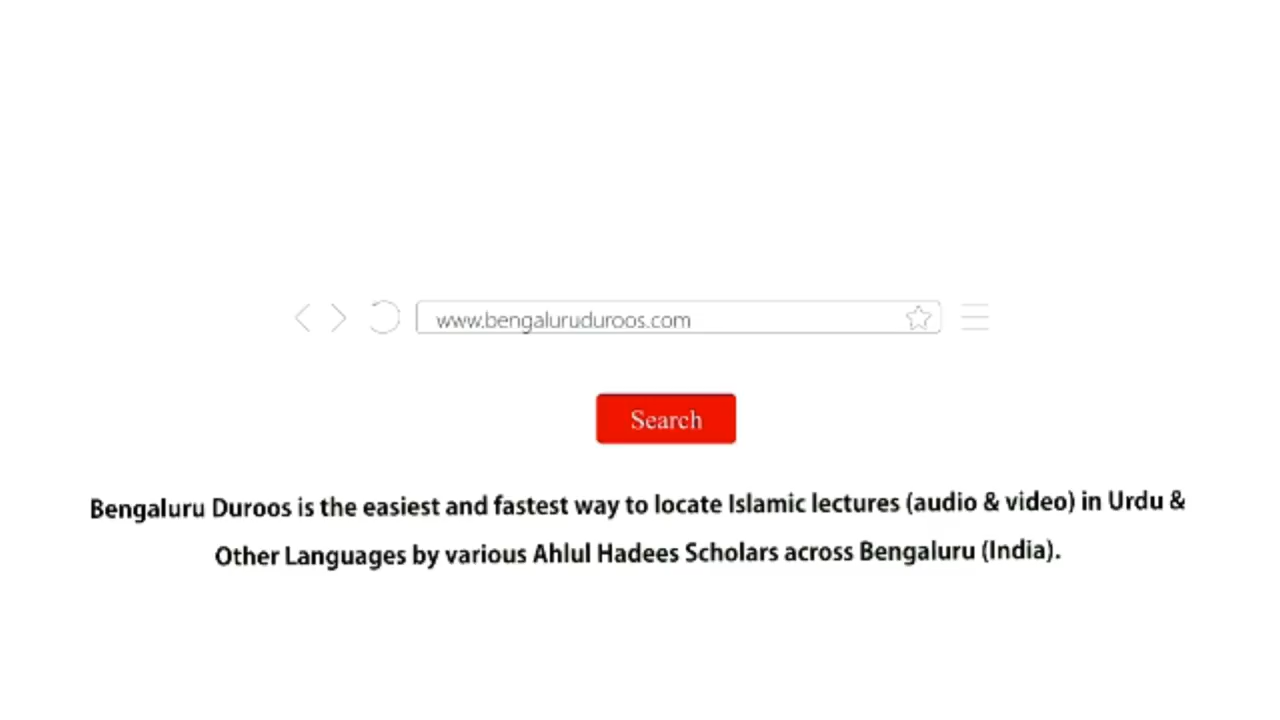 www.bengaluruduroos.com
Search
Bengaluru Duroos is the easiest and fastest way to locate Islamic lectures (audio & video) in Urdu &
Other Languages by various Ahlul Hadees Scholars across Bengaluru (India).